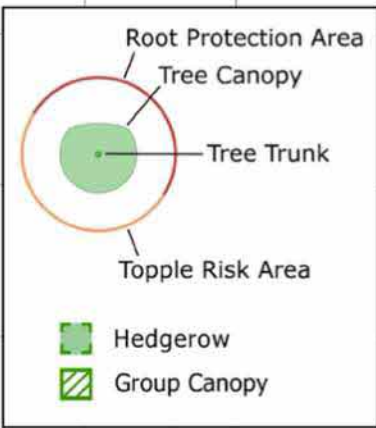 Root Protection Area
Tree Canopy
Tree Trunk
Topple Risk Area
Hedgerow
Group Canopy